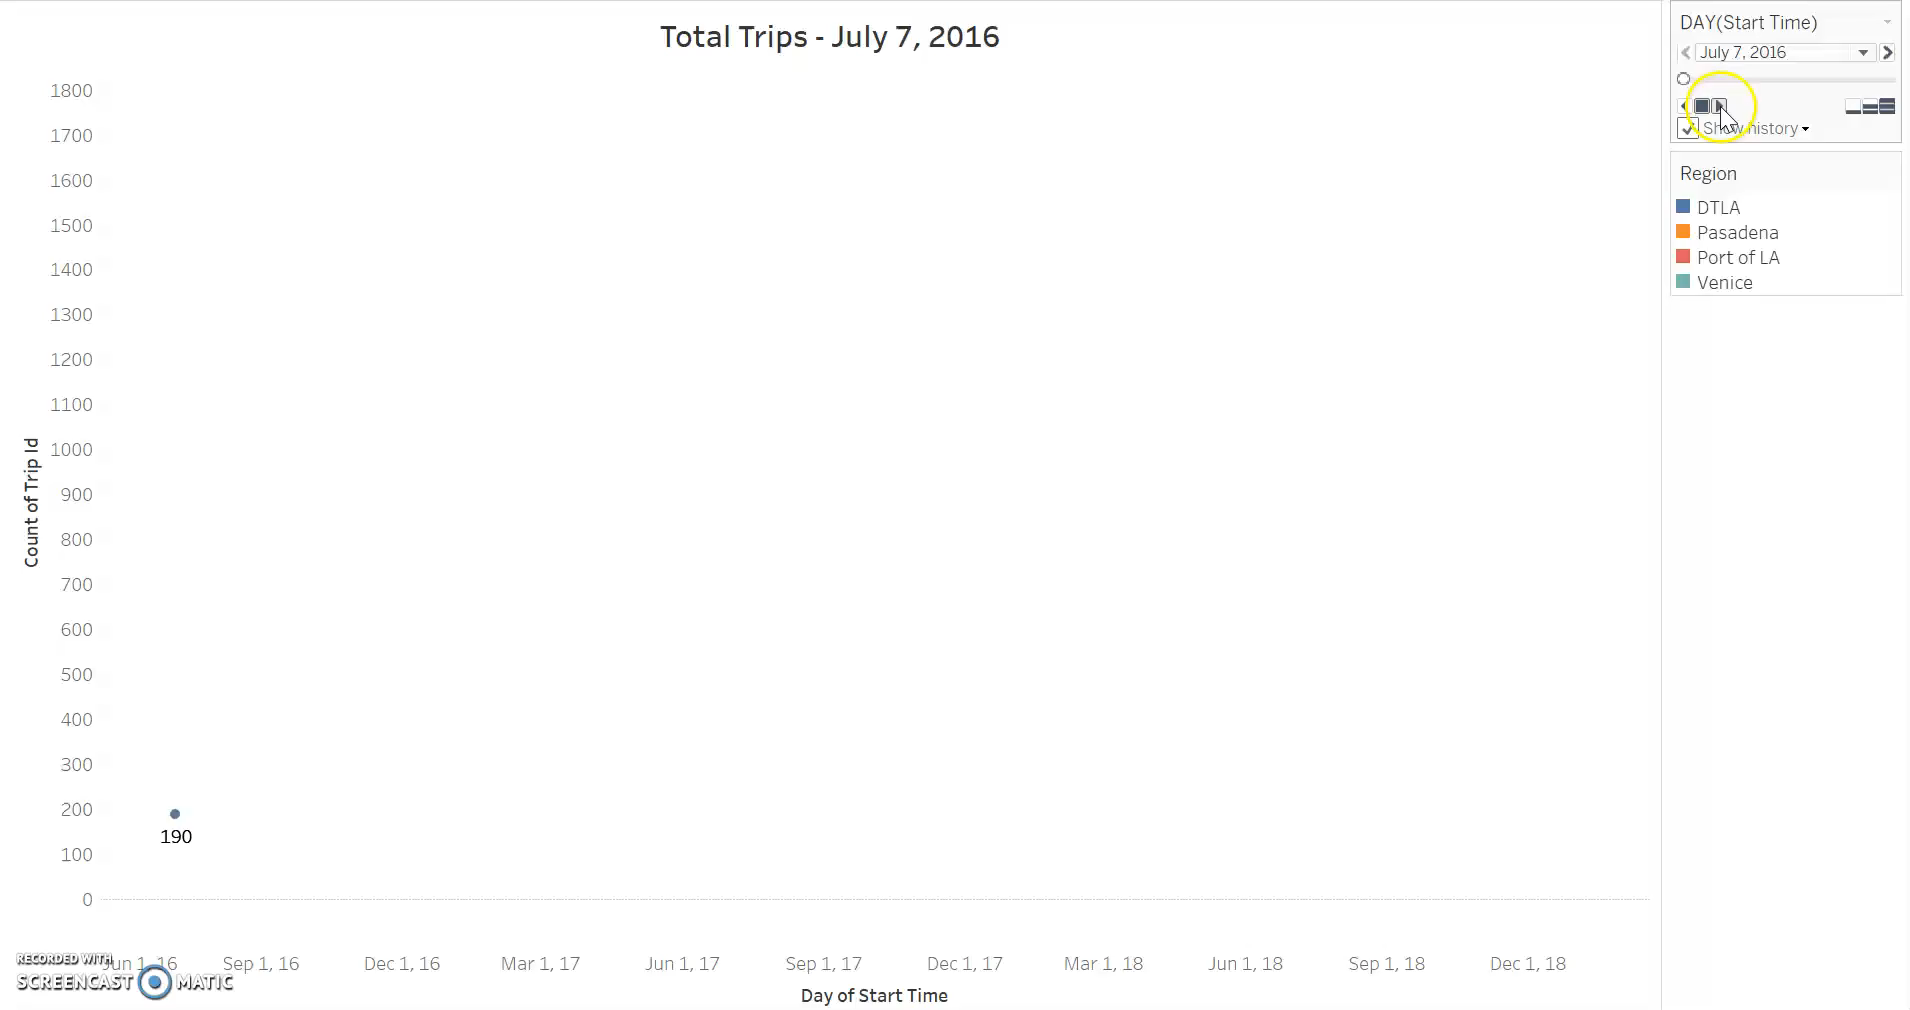 Total Trips - July 7, 2016
1800
1700
1600
1500
1400
1300
1200
1100
1000
900
800
700
600
500
400
300
200
100
0
Count of Trip Id
190
Jun 1, 16
Sep 1, 16
Dec 1, 16
Mar 1, 17
Jun 1, 17
Sep 1, 17
Dec 1, 17
Mar 1, 18
Jun 1, 18
Sep 1, 18
Dec 1, 18
Day of Start Time
RECORDED WITH
SCREENCAST MATIC
DAY(Start Time)
July 7, 2016
Show history
Region
DTLA
Pasadena
Port of LA
Venice